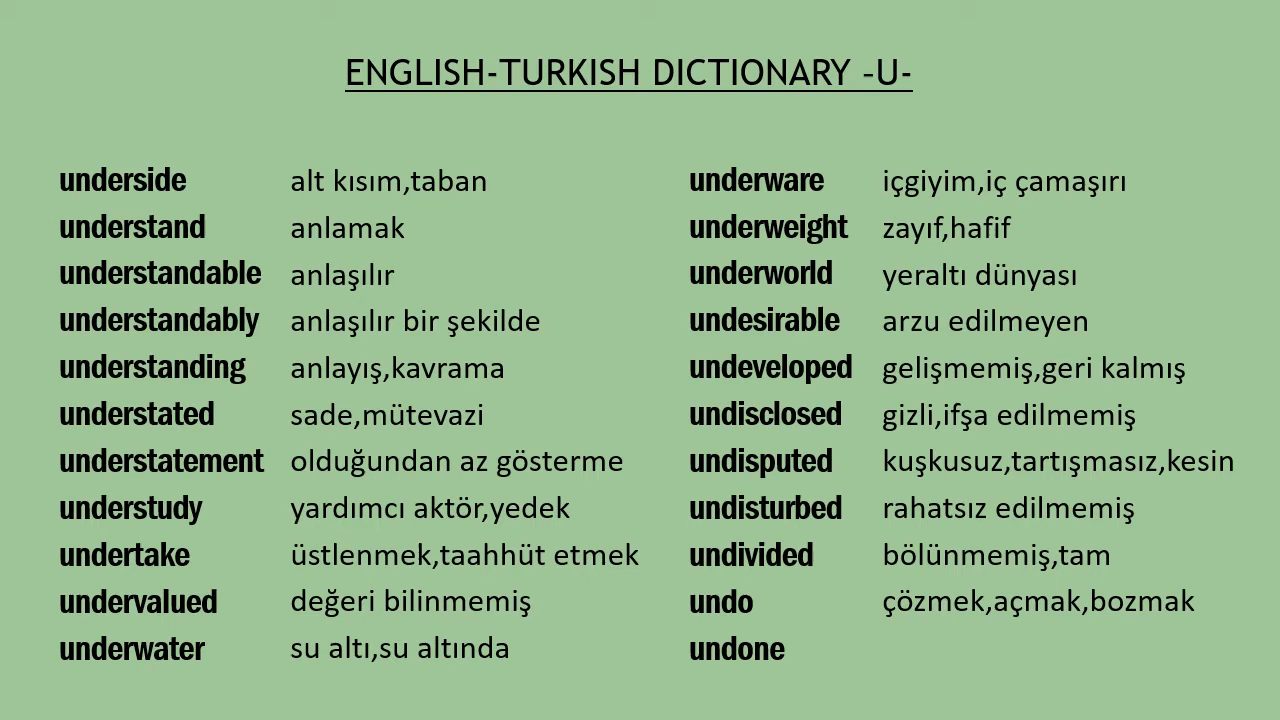 ENGLISH-TURKISH DICTIONARY –U-
underside alt kısım,taban
understand anlamak
understandable anlaşılır
understandably anlaşılır bir şekilde
understanding anlayış,kavrama
understated sade,mütevazi
understatement olduğundan az gösterme
understudy yardımcı aktör,yedek
undertake üstlenmek,taahhüt etmek
undervalued değeri bilinmemiş
underwater su altı,su altında
underware içgiyim,iç çamaşırı
underweight zayıf,hafif
underworld yeraltı dünyası
undesirable arzu edilmeyen
undeveloped gelişmemiş,geri kalmış
undisclosed gizli,ifşa edilmemiş
undisputed kuşkusuz,tartışmasız,kesin
undisturbed rahatsız edilmemiş
undivided bölünmemiş,tam
undo çözmek,açmak,bozmak
undone